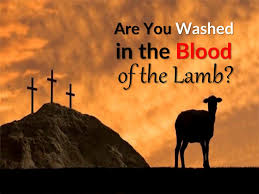 Are You Washed
in the Blood
of the Lamb?